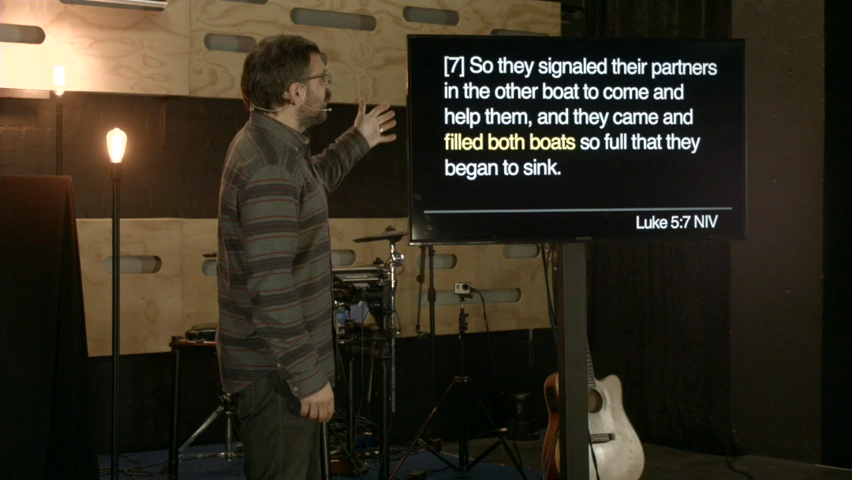 [7] So they signaled their partners
in the other boat to come and
help them, and they came and
filled both boats so full that they
began to sink.
Luke 5:7 NIV